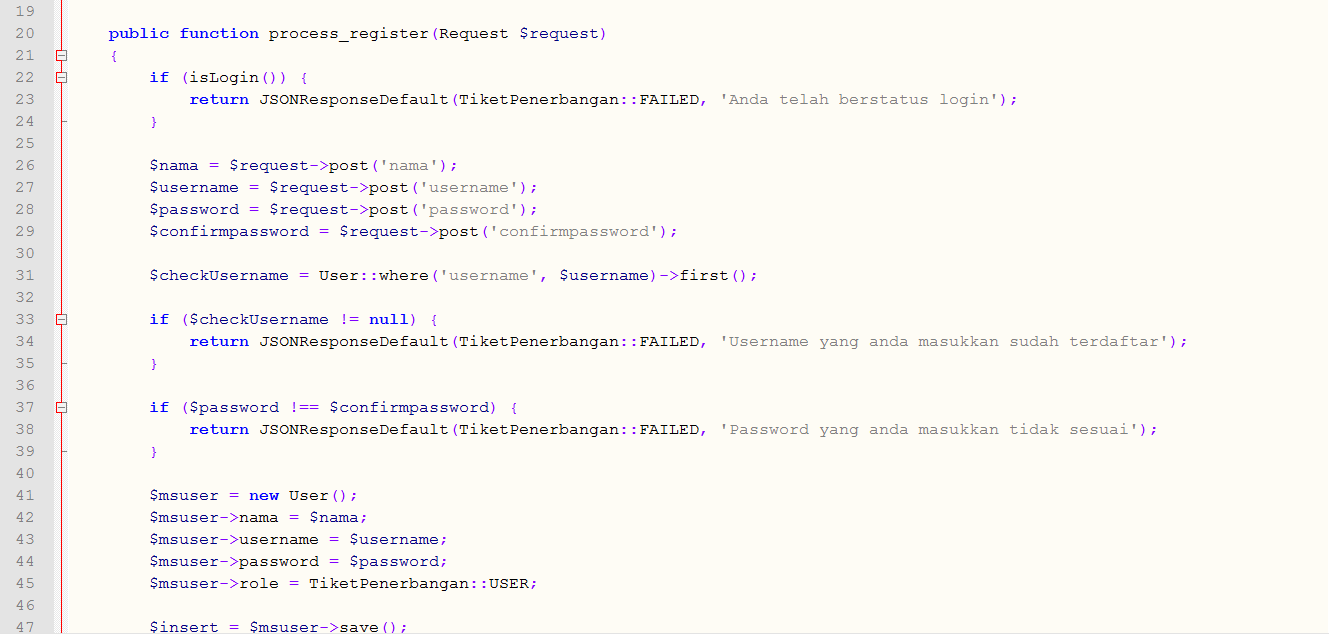 19
20 public function process_register(Request $request)
21 {
22 if (isLogin()) {
23 return JSONResponseDefault(TiketPenerbangan::FAILED, 'Anda telah berstatus login');
24 }
25
26 $nama = $request->post('nama');
27 $username = $request->post('username');
28 $password = $request->post('password');
29 $confirmpassword = $request->post('confirmpassword');
30
31 $checkUsername = User::where('username', $username)->first();
32
33 if ($checkUsername != null) {
34 return JSONResponseDefault(TiketPenerbangan::FAILED, 'Username yang anda masukkan sudah terdaftar');
35 }
36
37 if ($password !== $confirmpassword) {
38 return JSONResponseDefault(TiketPenerbangan::FAILED, 'Password yang anda masukkan tidak sesuai');
39 }
40
41 $msuser = new User();
42 $msuser->nama = $nama;
43 $msuser->username = $username;
44 $msuser->password = $password;
45 $msuser->role = TiketPenerbangan::USER;
46
47 $insert = $msuser->save();